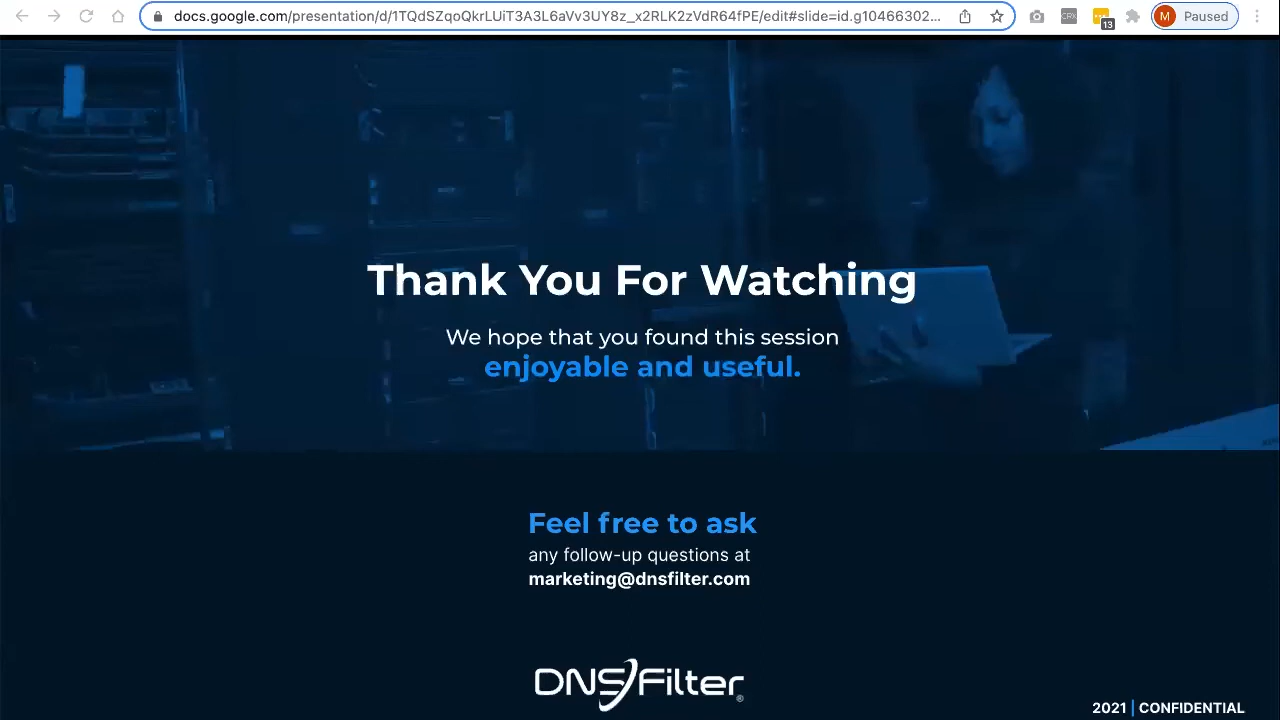 docs.google.com/presentation/d/1TQdSZqoQkrLUiT3A3L6aVv3UY8z_x2RLK2zVdR64fPE/edit#slide=id.g10466302...
CPX
13
M
Paused
Thank You For Watching
We hope that you found this session
enjoyable and useful.
Feel free to ask
any follow-up questions at
marketing@dnsfilter.com
DNSFilter®
2021 | CONFIDENTIAL